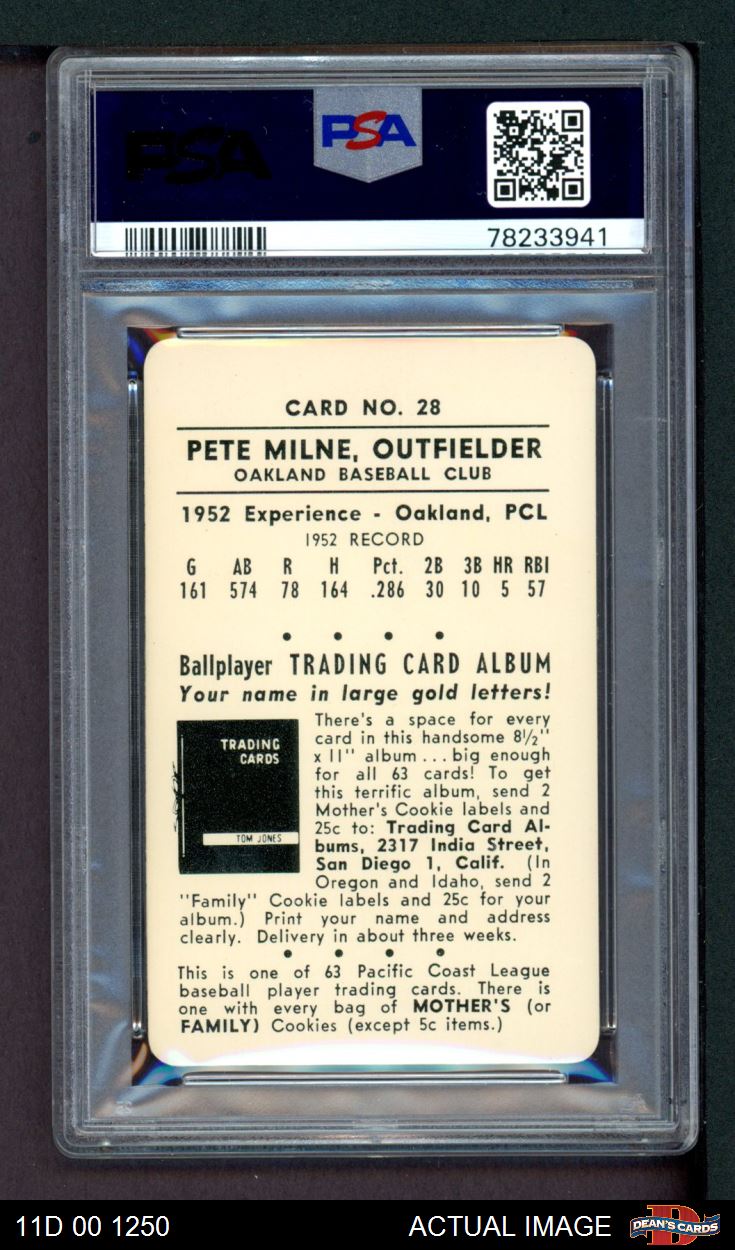 PSA
PSA
78233941
CARD NO. 28
PETE MILNE, OUTFIELDER
OAKLAND BASEBALL CLUB
1952 Experience - Oakland, PCL
1952 RECORD
G AB R H Pct. 2B 3B HR RBI
161 574 78 164 .286 30 10 5 57
Ballplayer TRADING CARD ALBUM
Your name in large gold letters!
TRADING
CARDS
TOM JONES
There's a space for every
card in this handsome 8½"
x 11" album ... big enough
for all 63 cards! To get
this terrific album, send 2
Mother's Cookie labels and
25c to: Trading Card Al-
bums, 2317 India Street,
San Diego 1, Calif. (In
Oregon and Idaho, send 2
"Family" Cookie labels and 25c for your
album.) Print your name and address
clearly. Delivery in about three weeks.
This is one of 63 Pacific Coast League
baseball player trading cards. There is
one with every bag of MOTHER'S (or
FAMILY) Cookies (except 5c items.)
11D 00 1250 ACTUAL IMAGE DEAN'S CARDS